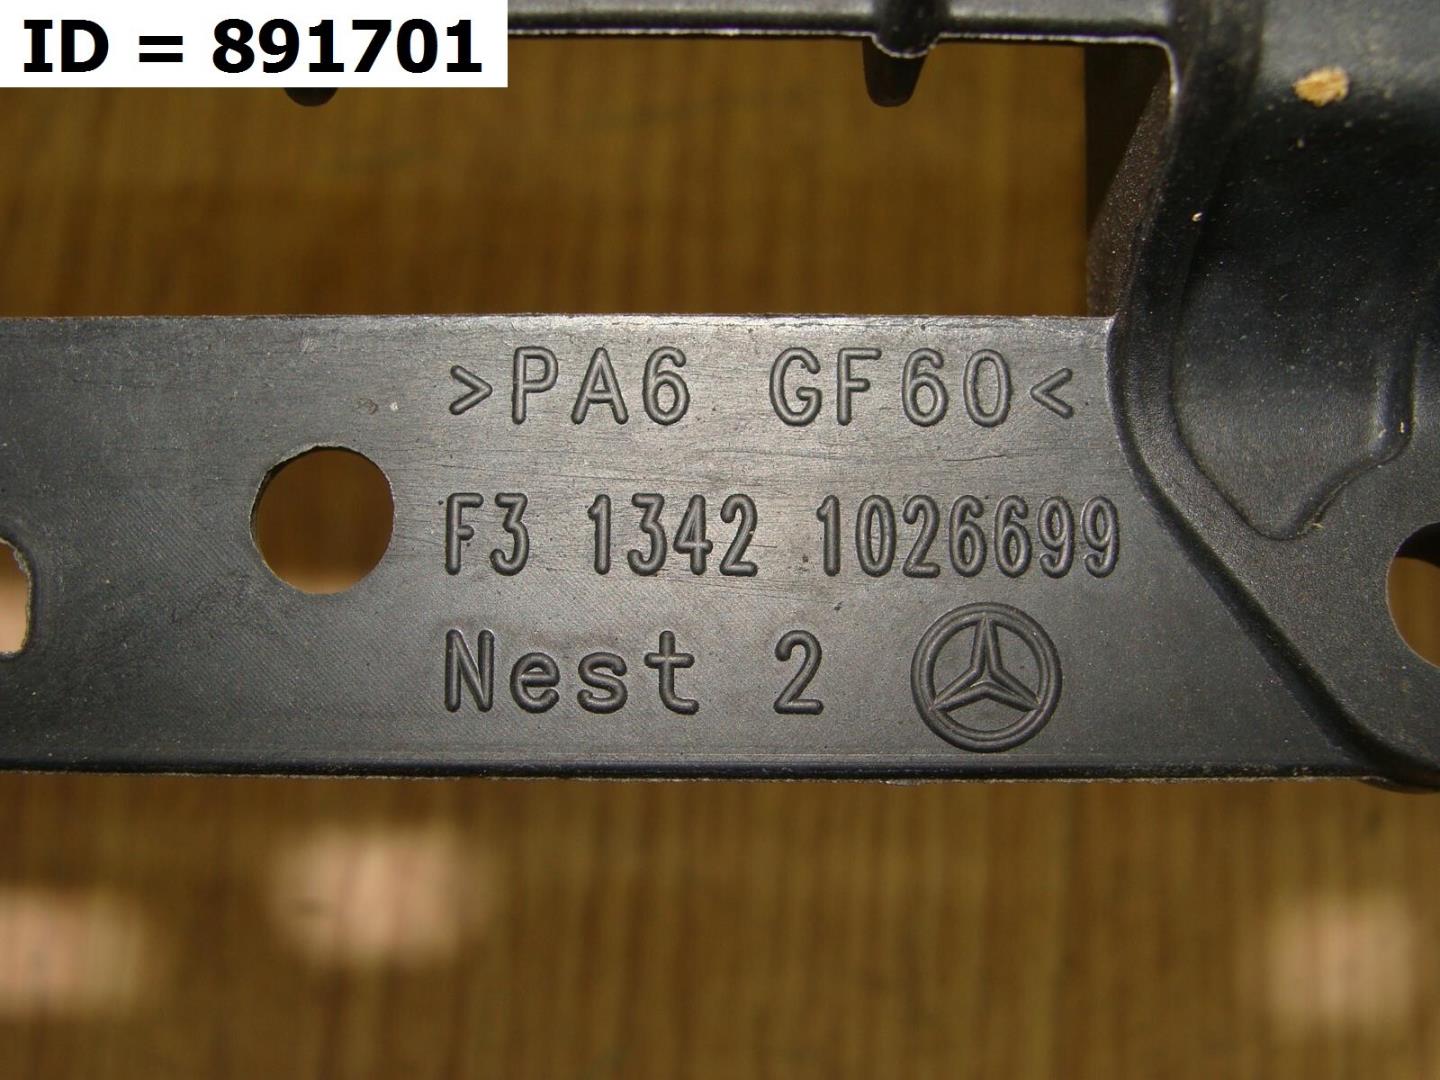 ID = 891701
>PA6 GF60<
F3 1342 1026699
Nest 2